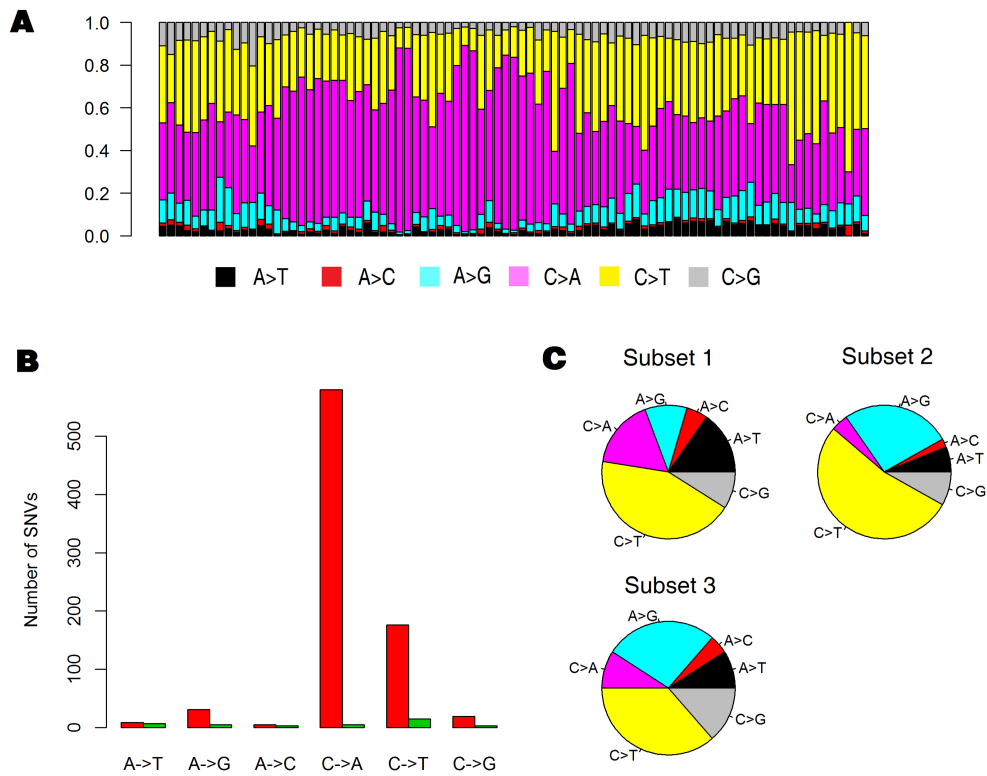 A
1.0
0.8
0.6
0.4
0.2
0.0
A>T A>C A>G C>A C>T C>G
B
Number of SNVs
500
400
300
200
100
0
A->T A->G A->C C->A C->T C->G
C
Subset 1
A>G
A>C
C>A
A>T
C>G
C>T
Subset 2
A>G
C>A
A>C
A>T
C>G
C>T
Subset 3
A>G
A>C
C>A
A>T
C>G
C>T